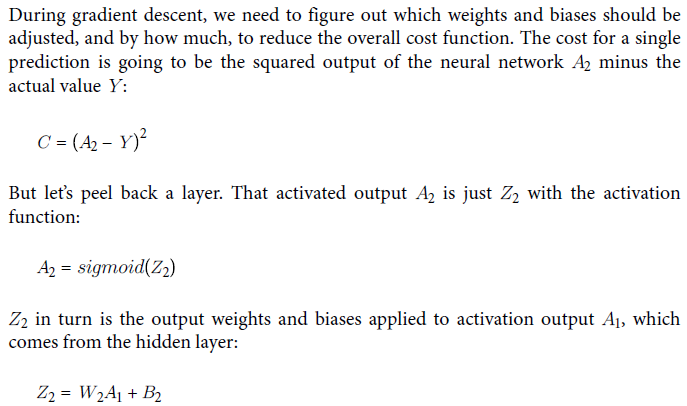 During gradient descent, we need to figure out which weights and biases should be
adjusted, and by how much, to reduce the overall cost function. The cost for a single
prediction is going to be the squared output of the neural network A₂ minus the
actual value Y:
C = (A₂ – Y)²
But let's peel back a layer. That activated output A₂ is just Z₂ with the activation
function:
A₂ = sigmoid(Z₂)
Z₂ in turn is the output weights and biases applied to activation output A₁, which
comes from the hidden layer:
Z₂ = W₂A₁ + B₂